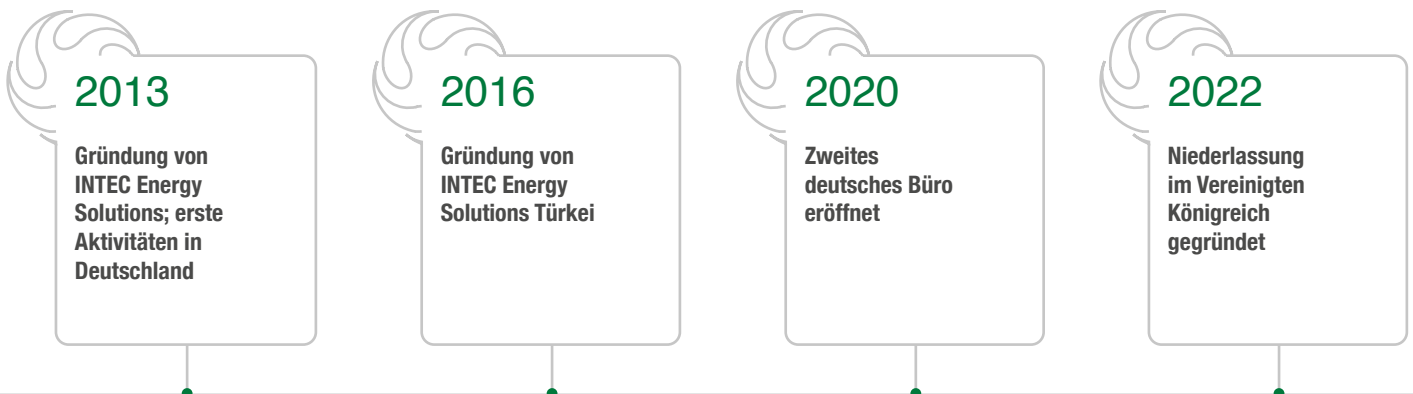 2013
Gründung von
INTEC Energy
Solutions; erste
Aktivitäten in
Deutschland
2016
Gründung von
INTEC Energy
Solutions Türkei
2020
Zweites
deutsches Büro
eröffnet
2022
Niederlassung
im Vereinigten
Königreich
gegründet